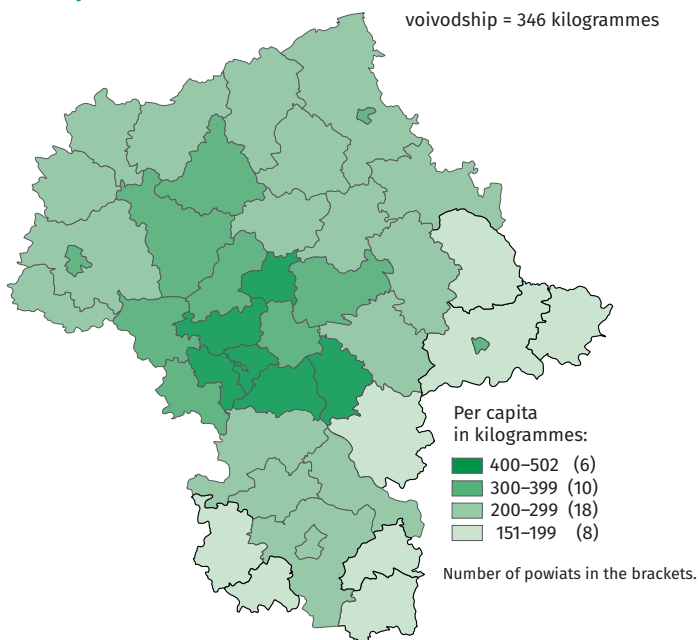 voivodship = 346 kilogrammes
Per capita
in kilogrammes:
400–502 (6)
300–399 (10)
200–299 (18)
151–199 (8)
Number of powiats in the brackets.